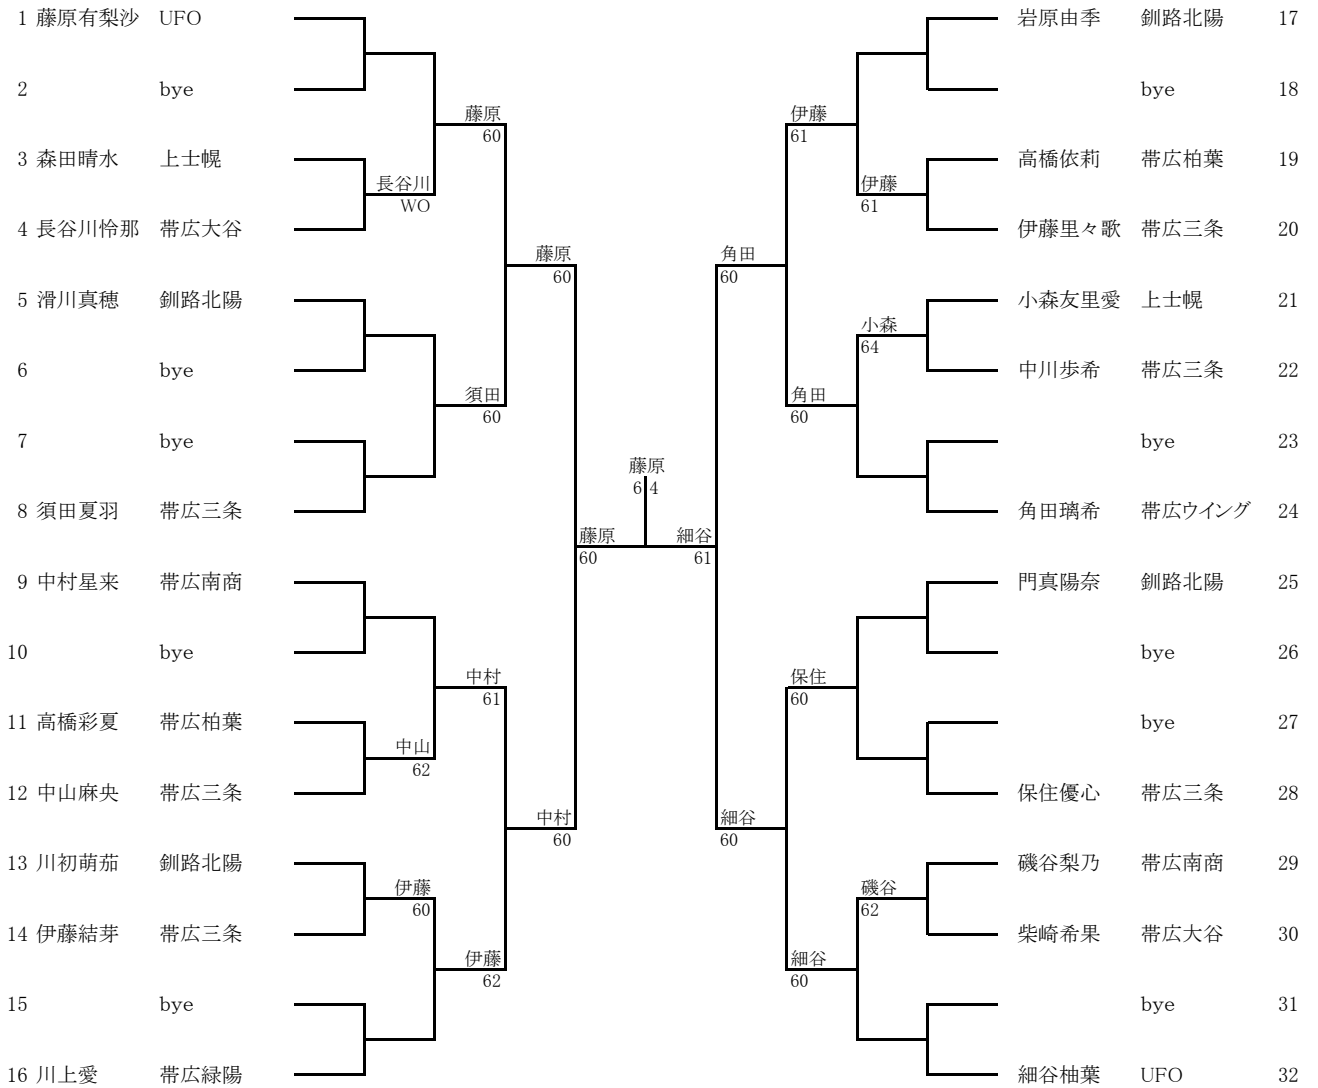 1 藤原有梨沙 UFO
2 bye
3 森田晴水 上士幌
4 長谷川怜那 帯広大谷
5 滑川真穂 釧路北陽
6 bye
7 bye
8 須田夏羽 帯広三条
9 中村星来 帯広南商
10 bye
11 高橋彩夏 帯広柏葉
12 中山麻央 帯広三条
13 川初萌茄 釧路北陽
14 伊藤結芽 帯広三条
15 bye
16 川上愛 帯広緑陽
長谷川
WO
中山
62
伊藤
60
藤原
60
須田
60
中村
61
伊藤
62
藤原
60
中村
60
藤原
60
藤原
6 4
細谷
61
角田
60
細谷
60
伊藤
61
角田
60
保住
60
細谷
60
伊藤
61
小森
64
磯谷
62
岩原由季 釧路北陽 17
bye 18
高橋依莉 帯広柏葉 19
伊藤里々歌 帯広三条 20
小森友里愛 上士幌 21
中川歩希 帯広三条 22
bye 23
角田璃希 帯広ウイング 24
門真陽奈 釧路北陽 25
bye 26
bye 27
保住優心 帯広三条 28
磯谷梨乃 帯広南商 29
柴崎希果 帯広大谷 30
bye 31
細谷柚葉 UFO 32